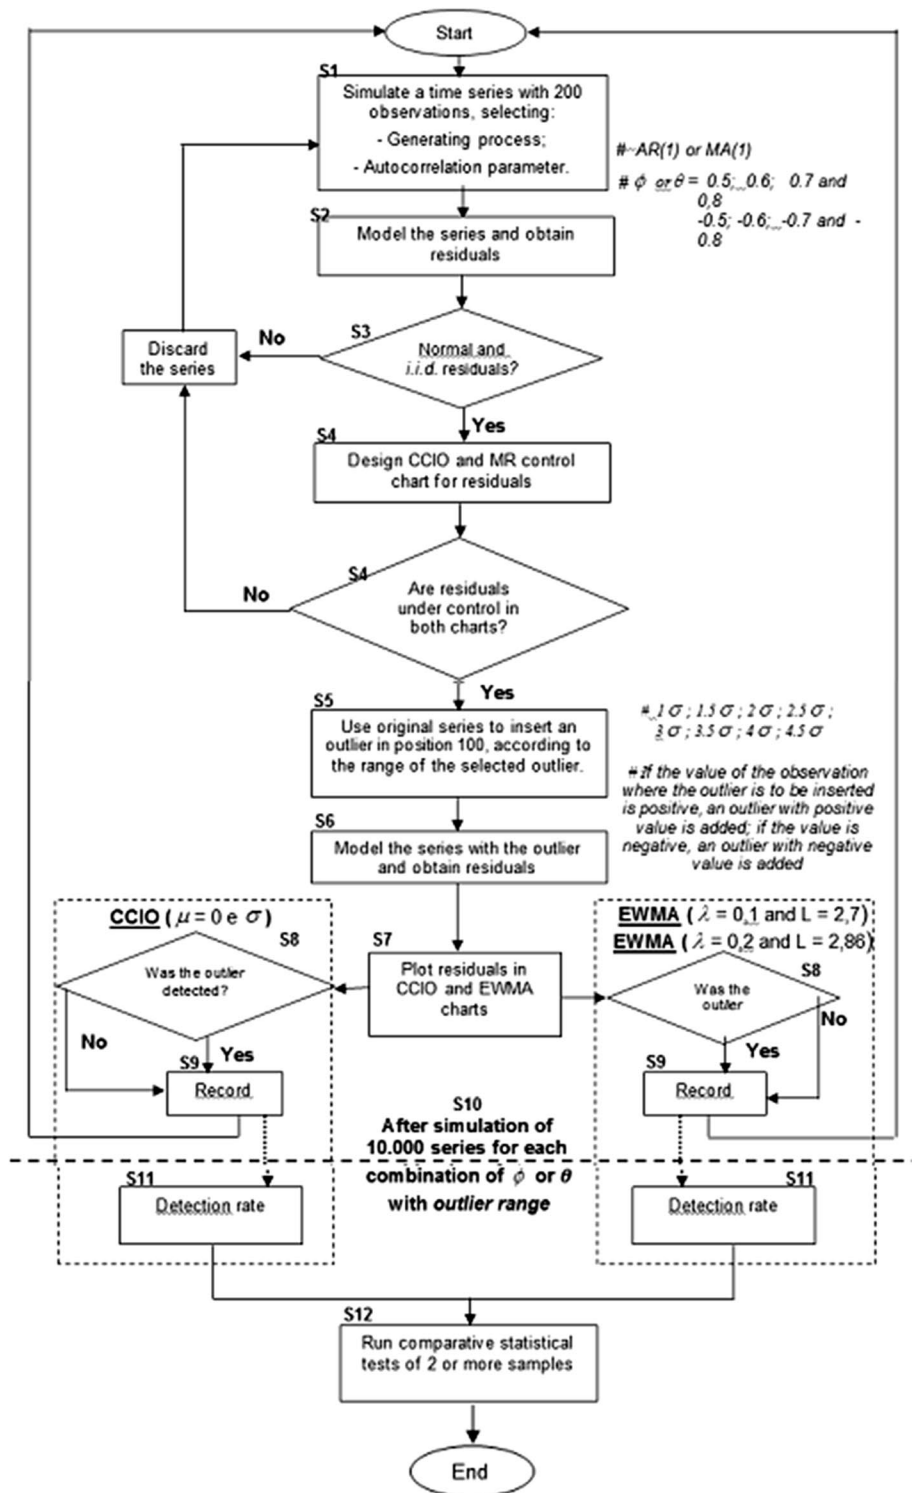 Start
S1
Simulate a time series with 200
observations, selecting:
- Generating process;
- Autocorrelation parameter.
#~AR(1) or MA(1)
# ϕ or θ = 0.5; 0.6; 0.7 and
0,8
-0.5; -0.6; -0.7 and -
0.8
S2
Model the series and obtain
residuals
S3
Normal and
i.i.d. residuals?
No
Discard
the series
Yes
S4
Design CCIO and MR control
chart for residuals
S4
Are residuals
under control in
both charts?
No
Yes
S5
Use original series to insert an
outlier in position 100, according to
the range of the selected outlier.
# 1 σ ; 1.5 σ ; 2 σ ; 2.5 σ ;
3 σ ; 3.5 σ ; 4 σ ; 4.5 σ
# If the value of the observation
where the outlier is to be inserted
is positive, an outlier with positive
value is added; if the value is
negative, an outlier with negative
value is added
S6
Model the series with the outlier
and obtain residuals
CCIO ( μ = 0 e σ )
S8
Was the outlier
detected?
No
Yes
S9
Record
S7
Plot residuals in
CCIO and EWMA
charts
EWMA ( λ = 0,1 and L = 2,7)
EWMA ( λ = 0,2 and L = 2,86)
S8
Was the
outlier
No
Yes
S9
Record
S10
After simulation of
10.000 series for each
combination of ϕ or θ
with outlier range
S11
Detection rate
S11
Detection rate
S12
Run comparative statistical
tests of 2 or more samples
End